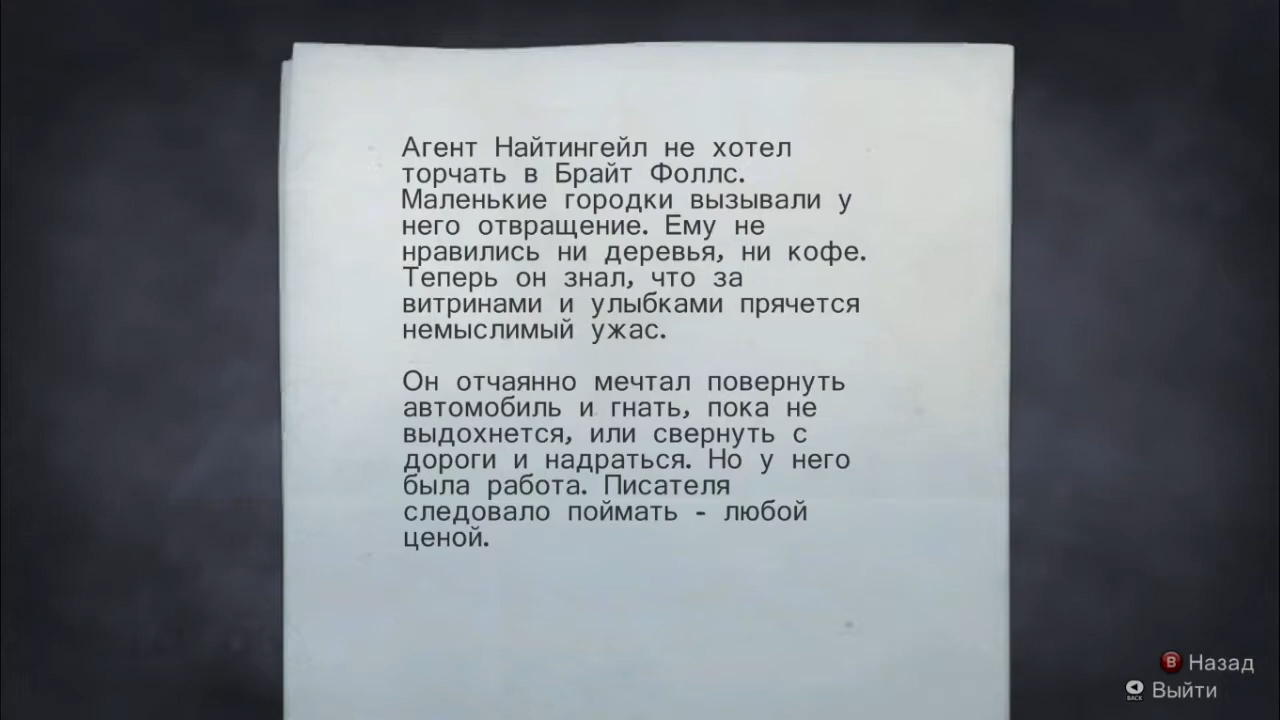 Агент Найтингейл не хотел
торчать в Брайт Фоллс.
Маленькие городки вызывали у
него отвращение. Ему не
нравились ни деревья, ни кофе.
Теперь он знал, что за
витринами и улыбками прячется
немыслимый ужас.
Он отчаянно мечтал повернуть
автомобиль и гнать, пока не
выдохнется, или свернуть с
дороги и надраться. Но у него
была работа. Писателя
следовало поймать - любой
ценой.
B Назад
BACK Выйти